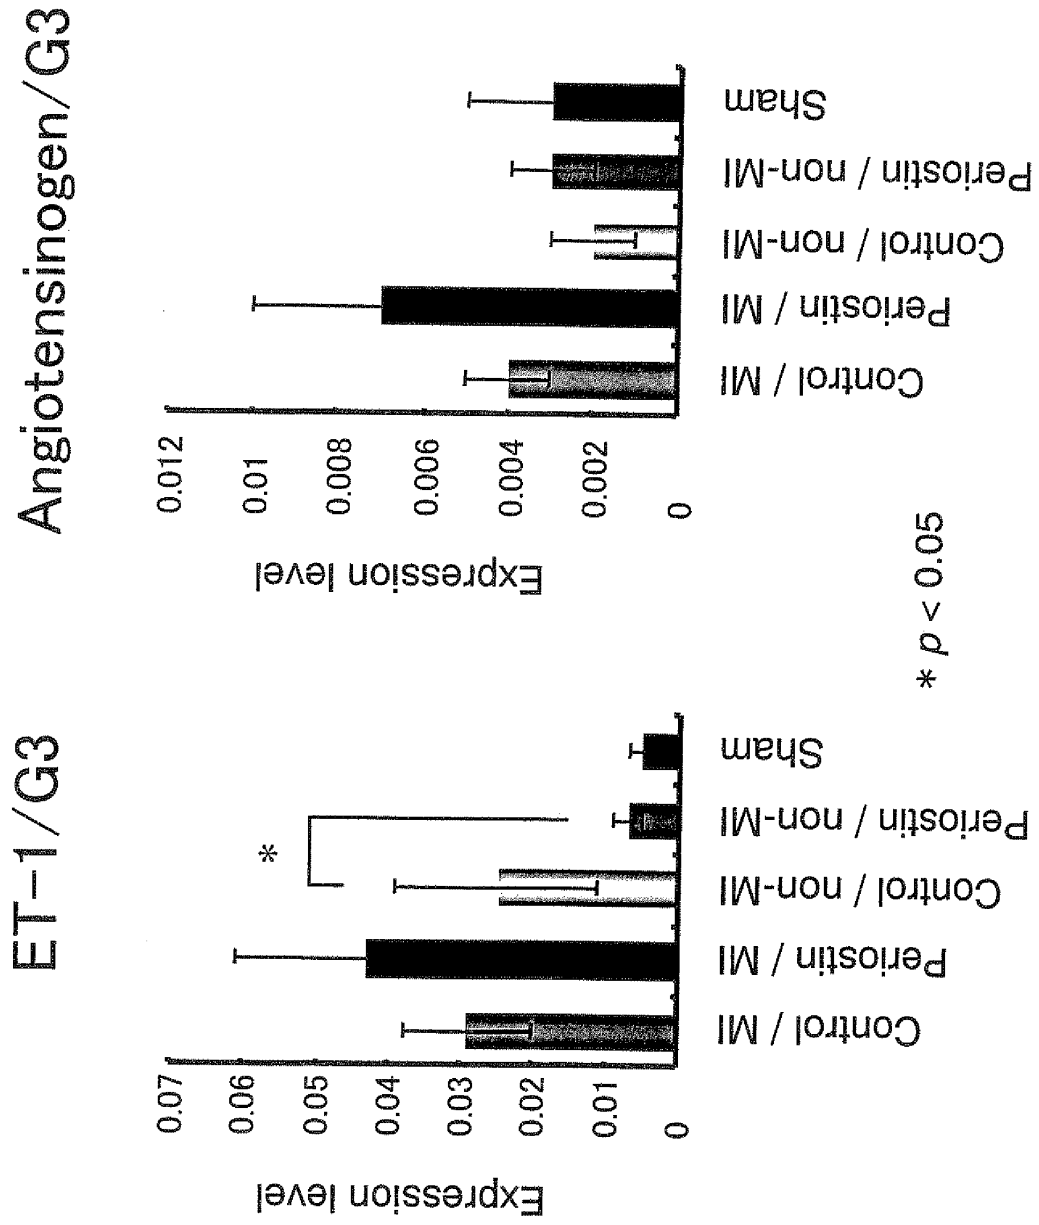 ET-1/G3
Expression level
0.07
0.06
0.05
0.04
0.03
0.02
0.01
0
*
Control / MI
Periostin / MI
Control / non-MI
Periostin / non-MI
Sham
Angiotensinogen/G3
Expression level
0.012
0.01
0.008
0.006
0.004
0.002
0
Control / MI
Periostin / MI
Control / non-MI
Periostin / non-MI
Sham
* p < 0.05